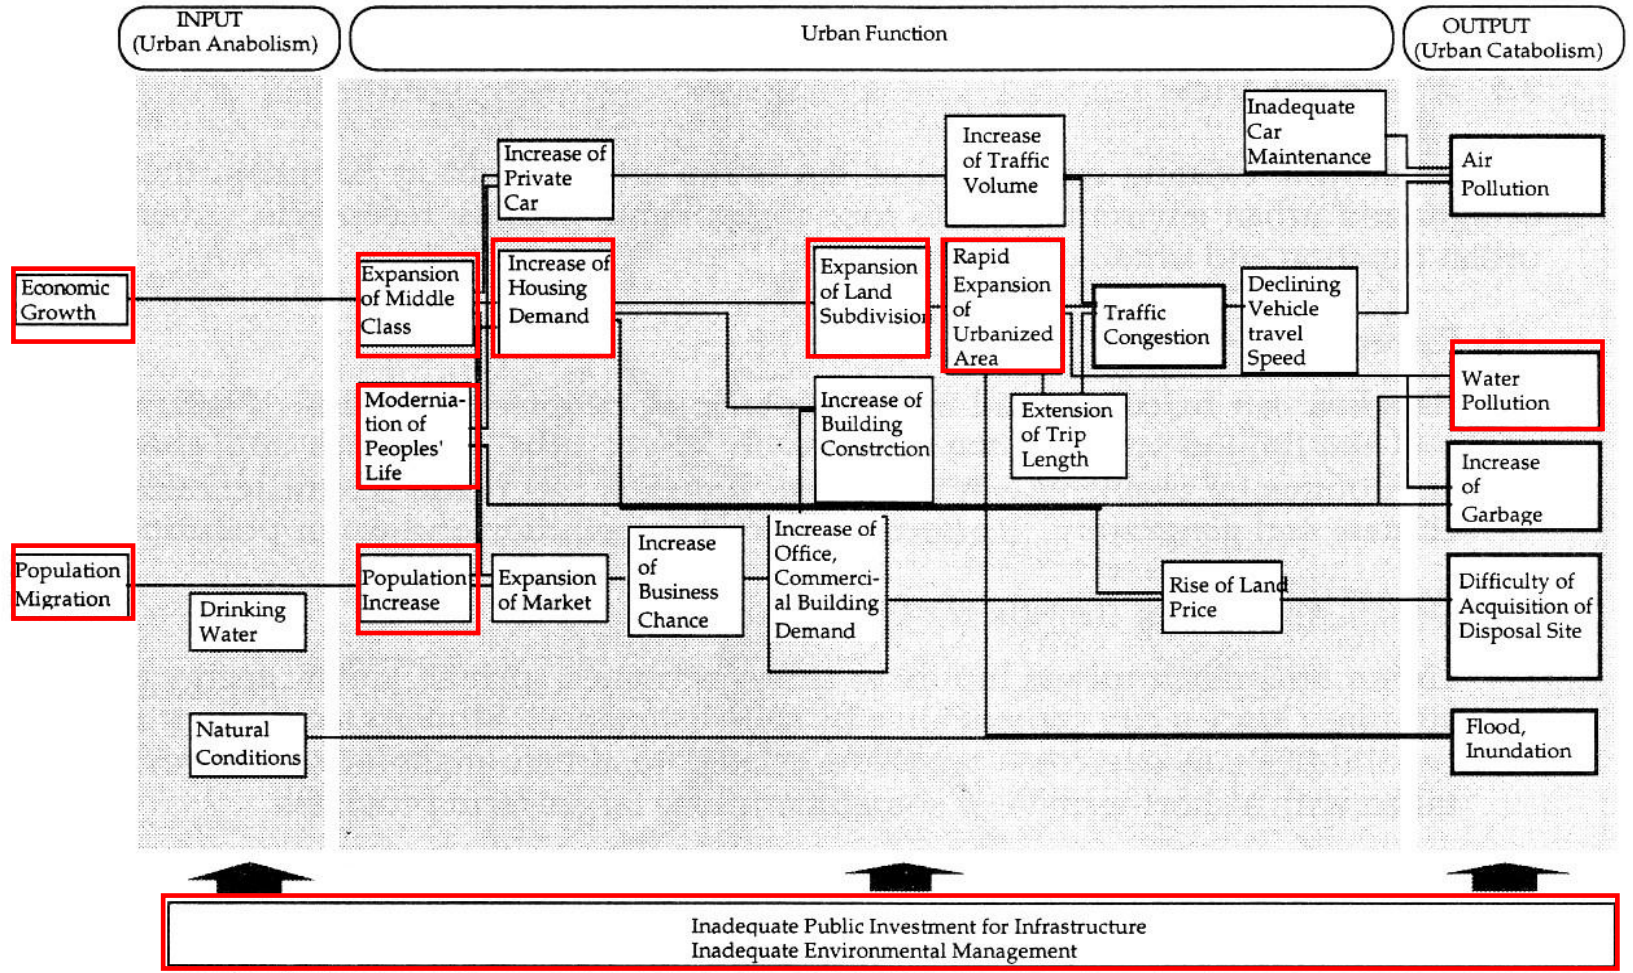 INPUT
(Urban Anabolism)
Urban Function
OUTPUT
(Urban Catabolism)
Inadequate
Car
Maintenance
Increase
of Traffic
Volume
Increase of
Private
Car
Air
Pollution
Economic
Growth
Expansion
of Middle
Class
Increase of
Housing
Demand
Expansion
of Land
Subdivision
Rapid
Expansion
of
Urbanized
Area
Traffic
Congestion
Declining
Vehicle
travel
Speed
Water
Pollution
Modernia-
tion of
Peoples'
Life
Increase of
Building
Constrction
Extension
of Trip
Length
Increase
of
Garbage
Population
Migration
Drinking
Water
Population
Increase
Expansion
of Market
Increase
of
Business
Chance
Increase of
Office,
Commerci-
al Building
Demand
Rise of Land
Price
Difficulty of
Acquisition of
Disposal Site
Natural
Conditions
Flood,
Inundation
Inadequate Public Investment for Infrastructure
Inadequate Environmental Management